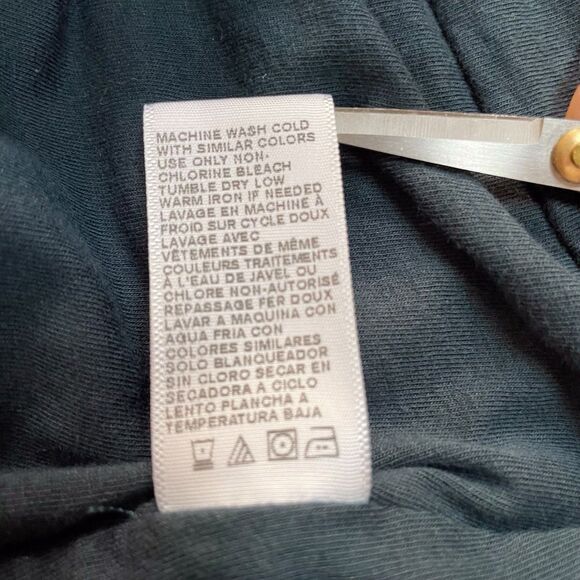 MACHINE WASH COLD
WITH SIMILAR COLORS
USE ONLY NON-
CHLORINE BLEACH
TUMBLE DRY LOW
WARM IRON IF NEEDED
LAVAGE EN MACHINE À
FROID SUR CYCLE DOUX
LAVAGE AVEC
VÊTEMENTS DE MÊME
COULEURS TRAITEMENTS
À L'EAU DE JAVEL OU
CHLORE NON-AUTORISÉ
REPASSAGE FER DOUX
LAVAR A MAQUINA CON
AQUA FRIA CON
COLORES SIMILARES
SOLO BLANQUEADOR
SIN CLORO SECAR EN
SECADORA A CICLO
LENTO PLANCHA A
TEMPERATURA BAJA